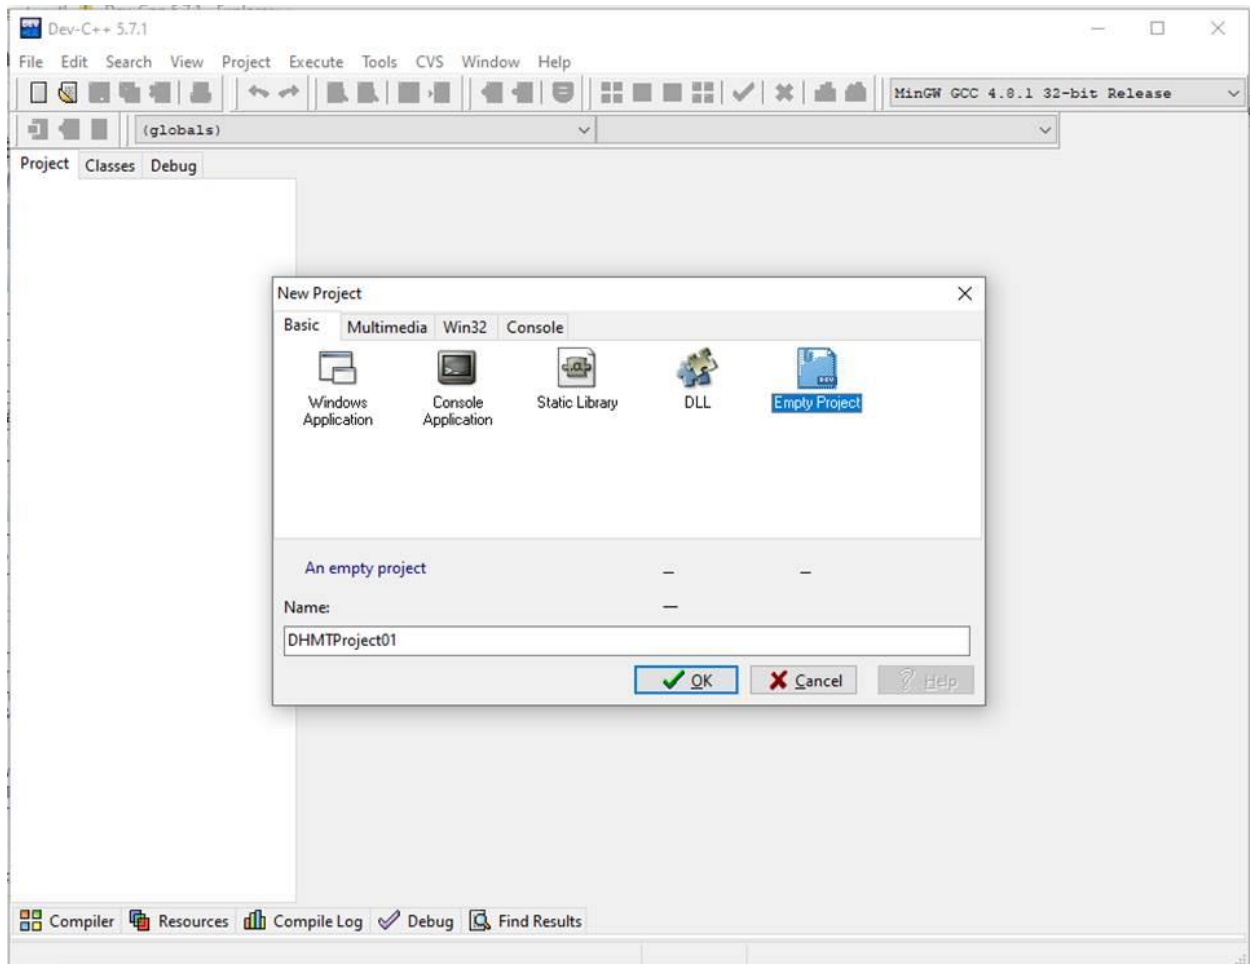 Dev-C++ 5.7.1
File Edit Search View Project Execute Tools CVS Window Help
MinGW GCC 4.8.1 32-bit Release
(globals)
Project Classes Debug
New Project
Basic Multimedia Win32 Console
Windows Application
Console Application
Static Library
DLL
Empty Project
An empty project
Name:
DHMTProject01
OK Cancel Help
Compiler Resources Compile Log Debug Find Results